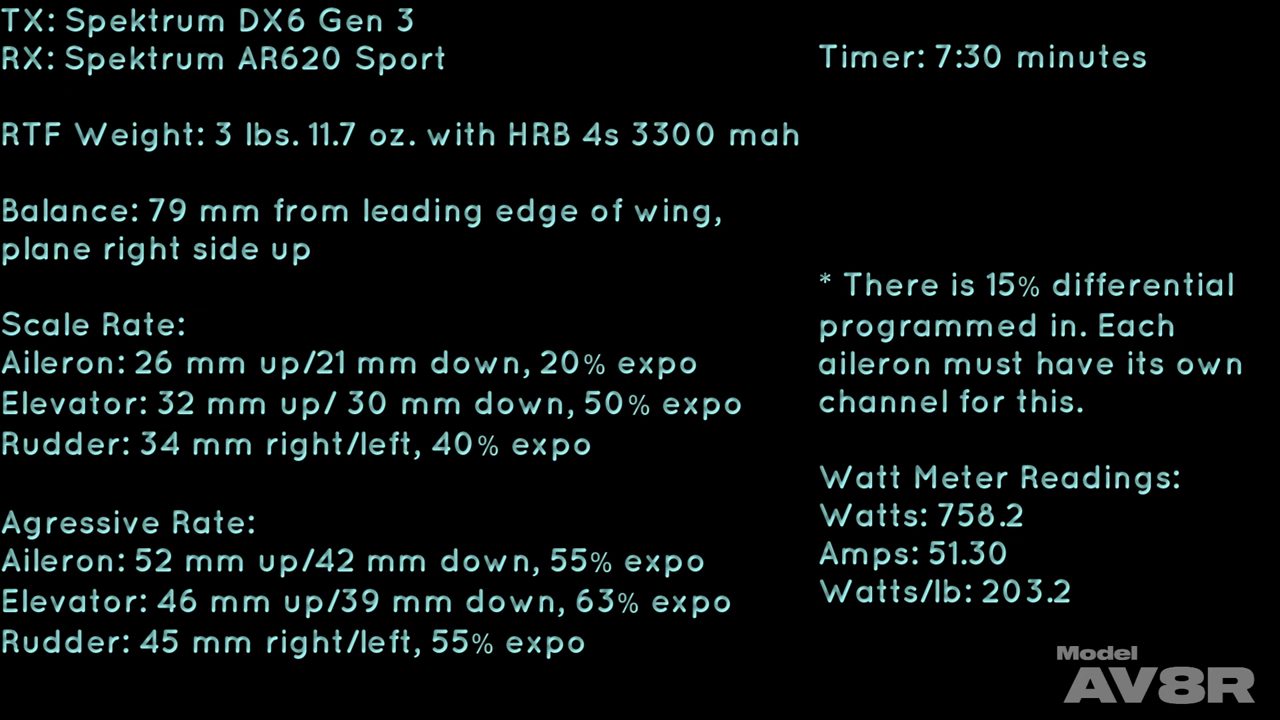 TX: Spektrum DX6 Gen 3
RX: Spektrum AR620 Sport
RTF Weight: 3 lbs. 11.7 oz. with HRB 4s 3300 mah
Balance: 79 mm from leading edge of wing,
plane right side up
Scale Rate:
Aileron: 26 mm up/21 mm down, 20% expo
Elevator: 32 mm up/ 30 mm down, 50% expo
Rudder: 34 mm right/left, 40% expo
Agressive Rate:
Aileron: 52 mm up/42 mm down, 55% expo
Elevator: 46 mm up/39 mm down, 63% expo
Rudder: 45 mm right/left, 55% expo
Timer: 7:30 minutes
* There is 15% differential
programmed in. Each
aileron must have its own
channel for this.
Watt Meter Readings:
Watts: 758.2
Amps: 51.30
Watts/lb: 203.2
Model
AV8R